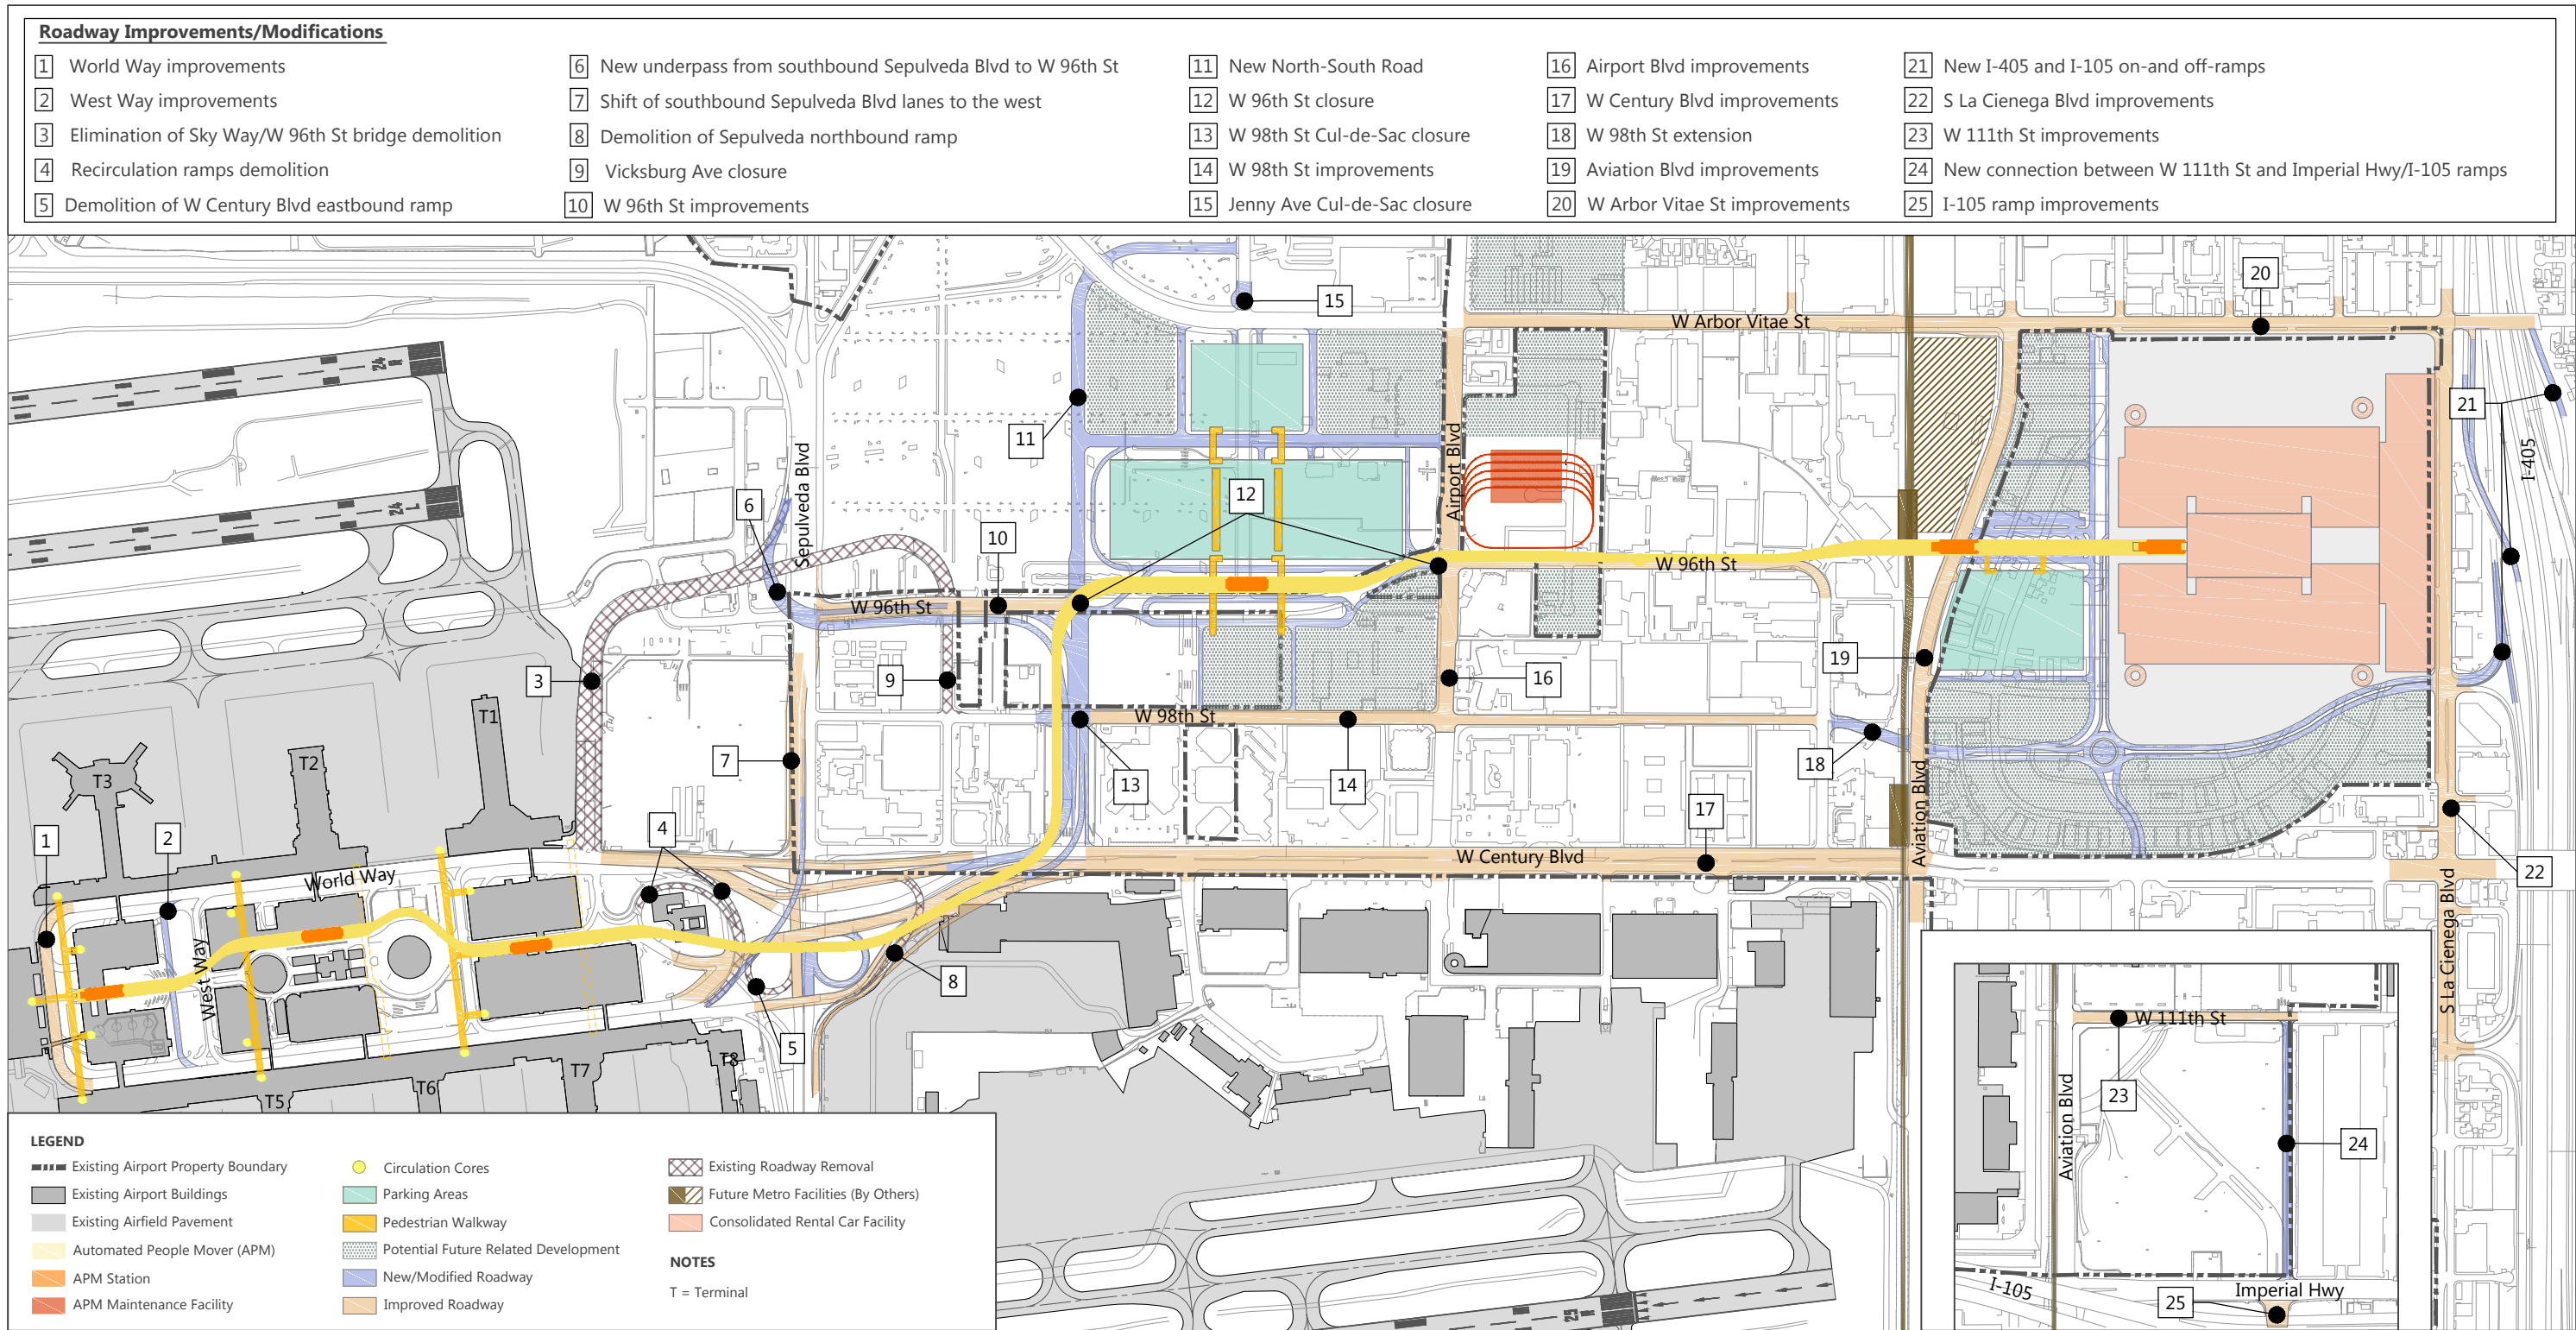 Roadway Improvements/Modifications
1 World Way improvements
2 West Way improvements
3 Elimination of Sky Way/W 96th St bridge demolition
4 Recirculation ramps demolition
5 Demolition of W Century Blvd eastbound ramp
6 New underpass from southbound Sepulveda Blvd to W 96th St
7 Shift of southbound Sepulveda Blvd lanes to the west
8 Demolition of Sepulveda northbound ramp
9 Vicksburg Ave closure
10 W 96th St improvements
11 New North-South Road
12 W 96th St closure
13 W 98th St Cul-de-Sac closure
14 W 98th St improvements
15 Jenny Ave Cul-de-Sac closure
16 Airport Blvd improvements
17 W Century Blvd improvements
18 W 98th St extension
19 Aviation Blvd improvements
20 W Arbor Vitae St improvements
21 New I-405 and I-105 on-and off-ramps
22 S La Cienega Blvd improvements
23 W 111th St improvements
24 New connection between W 111th St and Imperial Hwy/I-105 ramps
25 I-105 ramp improvements
20
15
W Arbor Vitae St
24
21
11
Airport Blvd
I-405
Sepulveda Blvd
12
6
24
L
10
W 96th St
W 96th St
19
3
9
16
W 98th St
T1
7
18
T2
13
14
T3
Aviation Blvd
17
4
1
2
W Century Blvd
22
World Way
S La Cienega Blvd
West Way
8
5
T8
T7
T6
T5
W 111th St
23
Aviation Blvd
24
I-105
Imperial Hwy
25
LEGEND
Existing Airport Property Boundary
Existing Airport Buildings
Existing Airfield Pavement
Automated People Mover (APM)
APM Station
APM Maintenance Facility
Circulation Cores
Parking Areas
Pedestrian Walkway
Potential Future Related Development
New/Modified Roadway
Improved Roadway
Existing Roadway Removal
Future Metro Facilities (By Others)
Consolidated Rental Car Facility
NOTES
T = Terminal